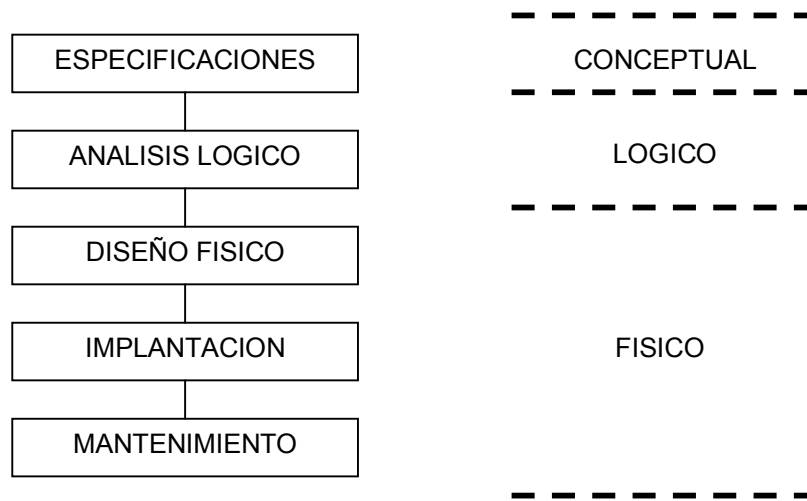 ESPECIFICACIONES
CONCEPTUAL
ANALISIS LOGICO
LOGICO
DISEÑO FISICO
IMPLANTACION
FISICO
MANTENIMIENTO